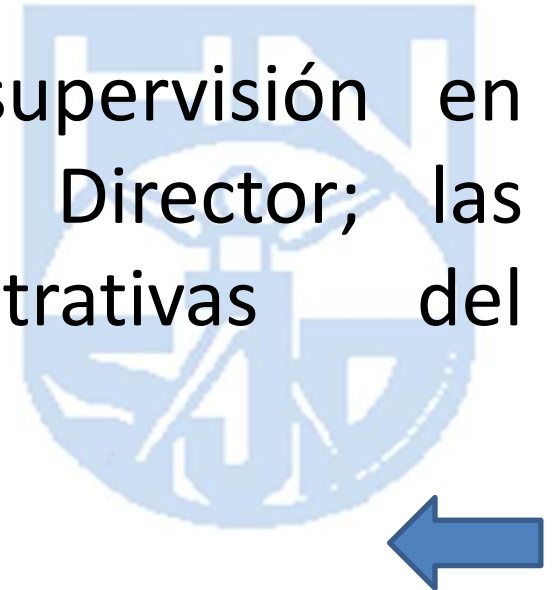 supervisión en
Director; las
trativas del